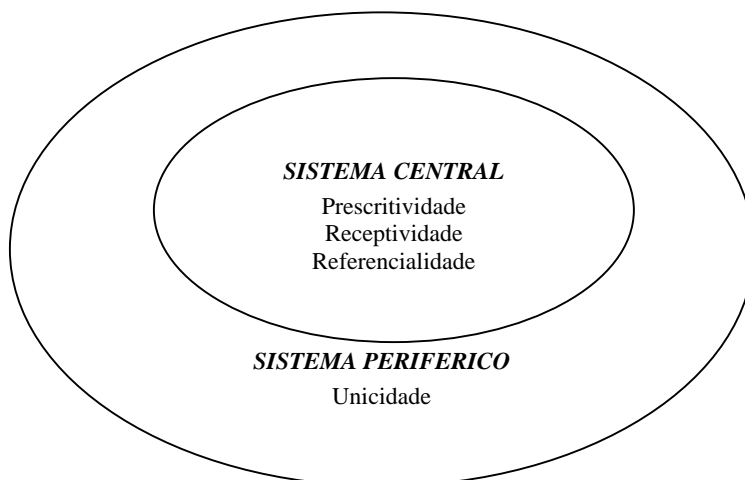 SISTEMA CENTRAL
Prescritividade
Receptividade
Referencialidade
SISTEMA PERIFERICO
Unicidade